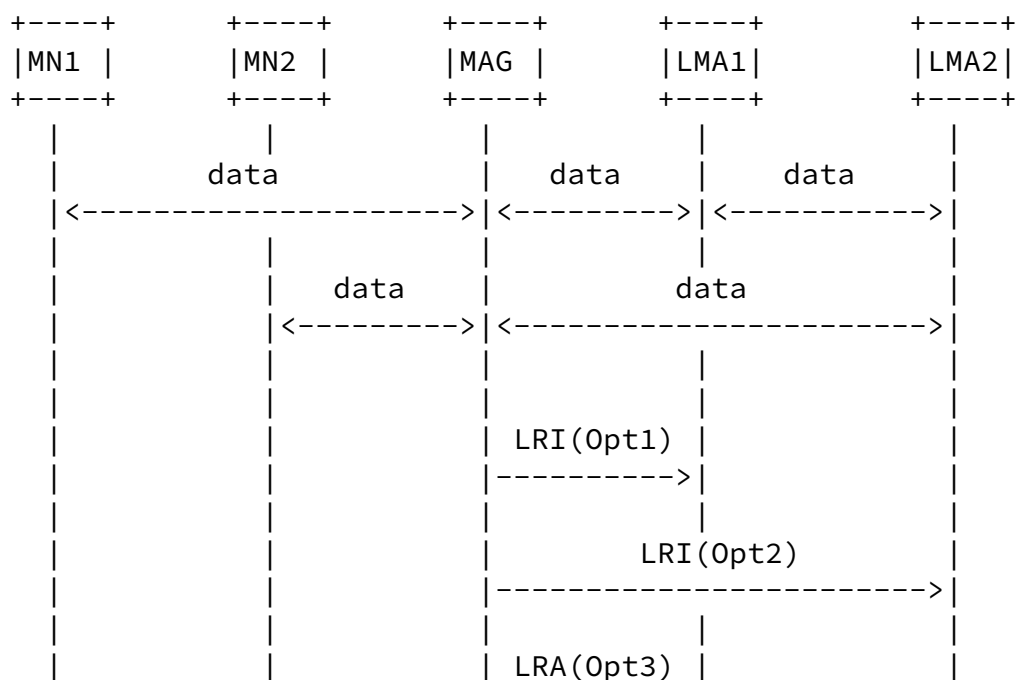 MN1 MN2 MAG LMA1 LMA2
data data data
data data
LRI(Opt1)
LRI(Opt2)
LRA(Opt3)